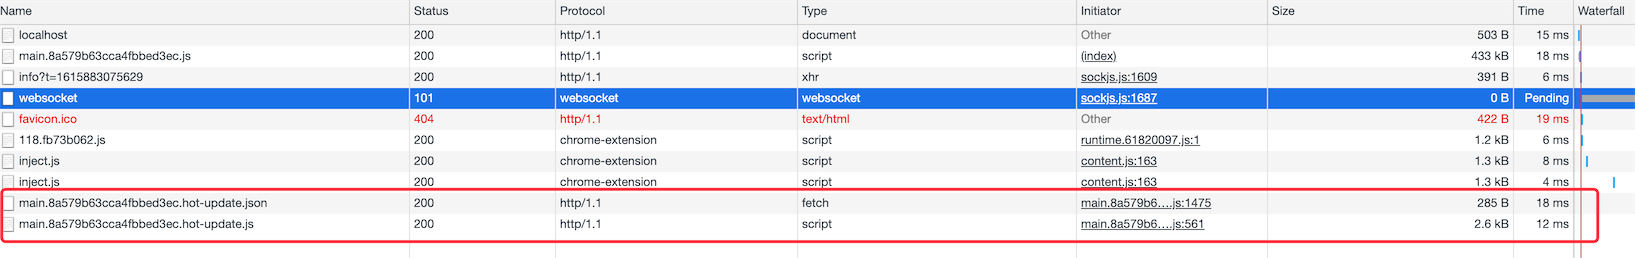 Name Status Protocol Type Initiator Size Time Waterfall
localhost 200 http/1.1 document Other 503 B 15 ms
main.8a579b63cca4fbbed3ec.js 200 http/1.1 script (index) 433 kB 18 ms
info?t=1615883075629 200 http/1.1 xhr sockjs.js:1609 391 B 6 ms
websocket 101 websocket websocket sockjs.js:1687 0 B Pending
favicon.ico 404 http/1.1 text/html Other 422 B 19 ms
118.fb73b062.js 200 chrome-extension script runtime.61820097.js:1 1.2 kB 6 ms
inject.js 200 chrome-extension script content.js:163 1.3 kB 8 ms
inject.js 200 chrome-extension script content.js:163 1.3 kB 4 ms
main.8a579b63cca4fbbed3ec.hot-update.json 200 http/1.1 fetch main.8a579b6….js:1475 285 B 18 ms
main.8a579b63cca4fbbed3ec.hot-update.js 200 http/1.1 script main.8a579b6….js:561 2.6 kB 12 ms